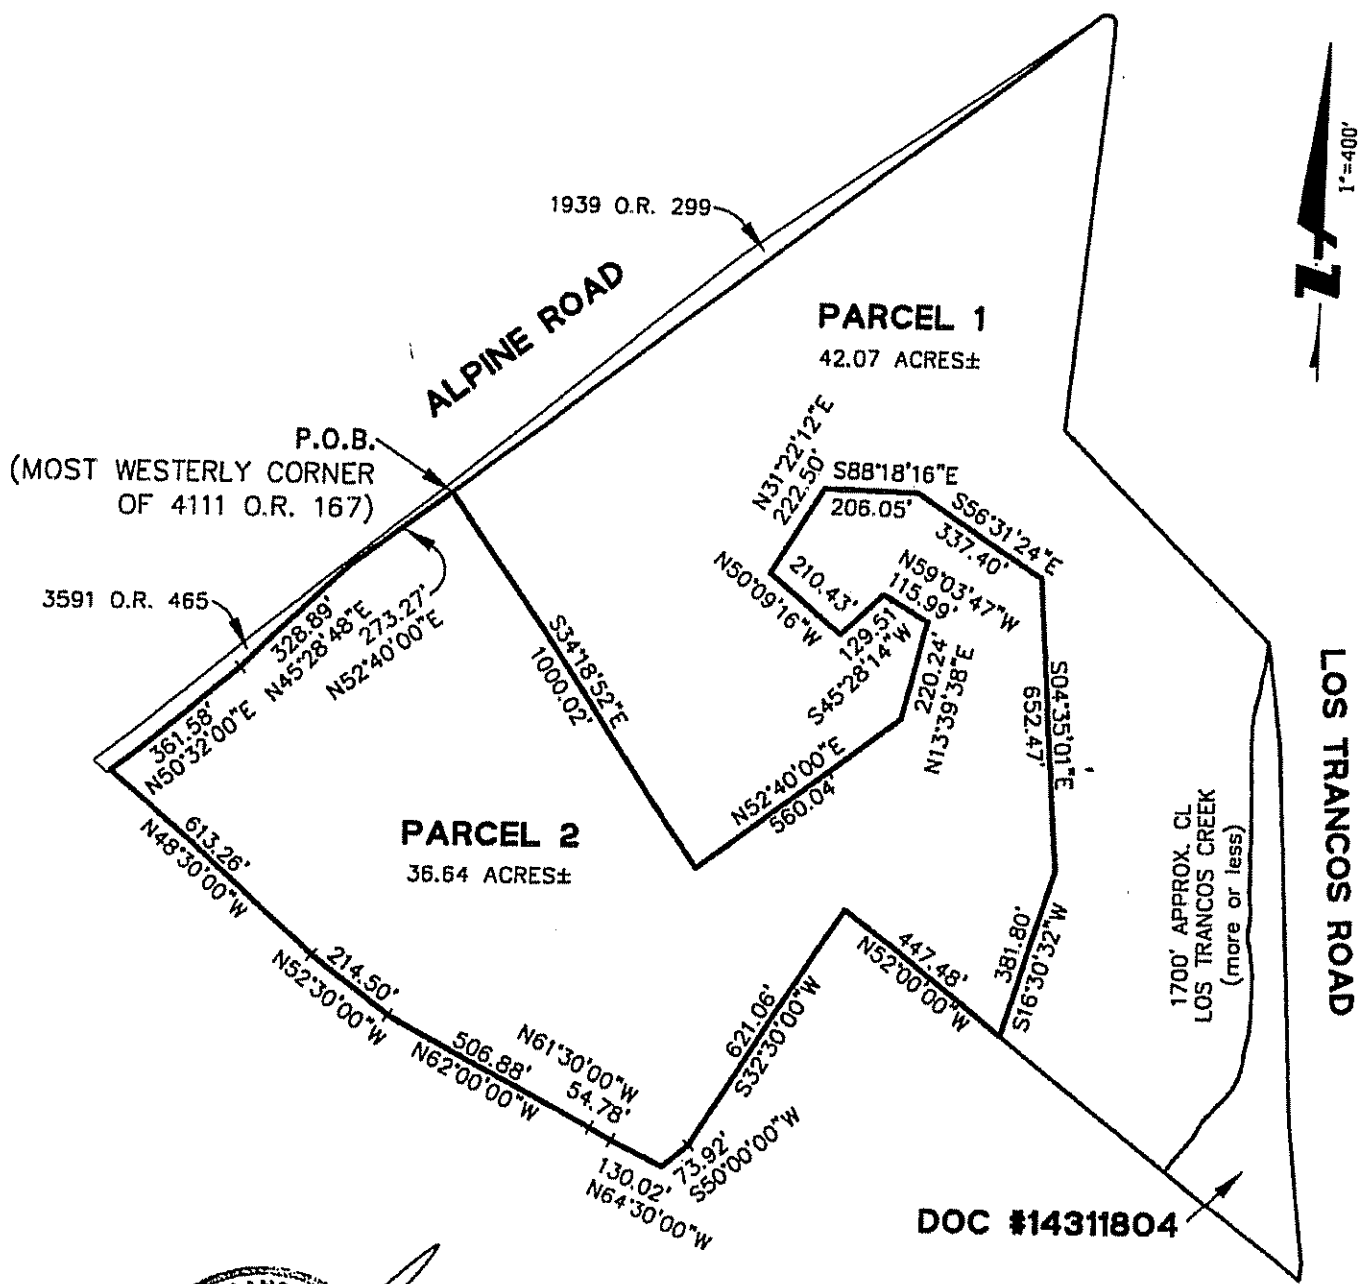 1"=400'
1939 O.R. 299
ALPINE ROAD
PARCEL 1
42.07 ACRES±
P.O.B.
(MOST WESTERLY CORNER
OF 4111 O.R. 167)
N31°22'12"E
222.50'
S88°18'16"E
206.05'
S56°31'24"E
337.40'
N50°09'16"W
210.43'
N59°03'47"W
115.99'
129.51
S45°28'14"W
220.24'
N13°39'38"E
3591 O.R. 465
328.89'
N45°28'48"E
273.27'
N52°40'00"E
S34°18'52"E
1000.02'
S04°35'01"E
652.47'
LOS TRANCOS ROAD
361.58'
N50°32'00"E
N52°40'00"E
560.04'
PARCEL 2
36.64 ACRES±
613.26'
N48°30'00"W
1700' APPROX. CL
LOS TRANCOS CREEK
(more or less)
447.48'
N52°00'00"W
381.80'
S16°30'32"W
214.50'
N52°30'00"W
621.06'
S32°30'00"W
506.88'
N62°00'00"W
N61°30'00"W
54.78'
130.02'
N64°30'00"W
73.92'
S50°00'00"W
DOC #14311804